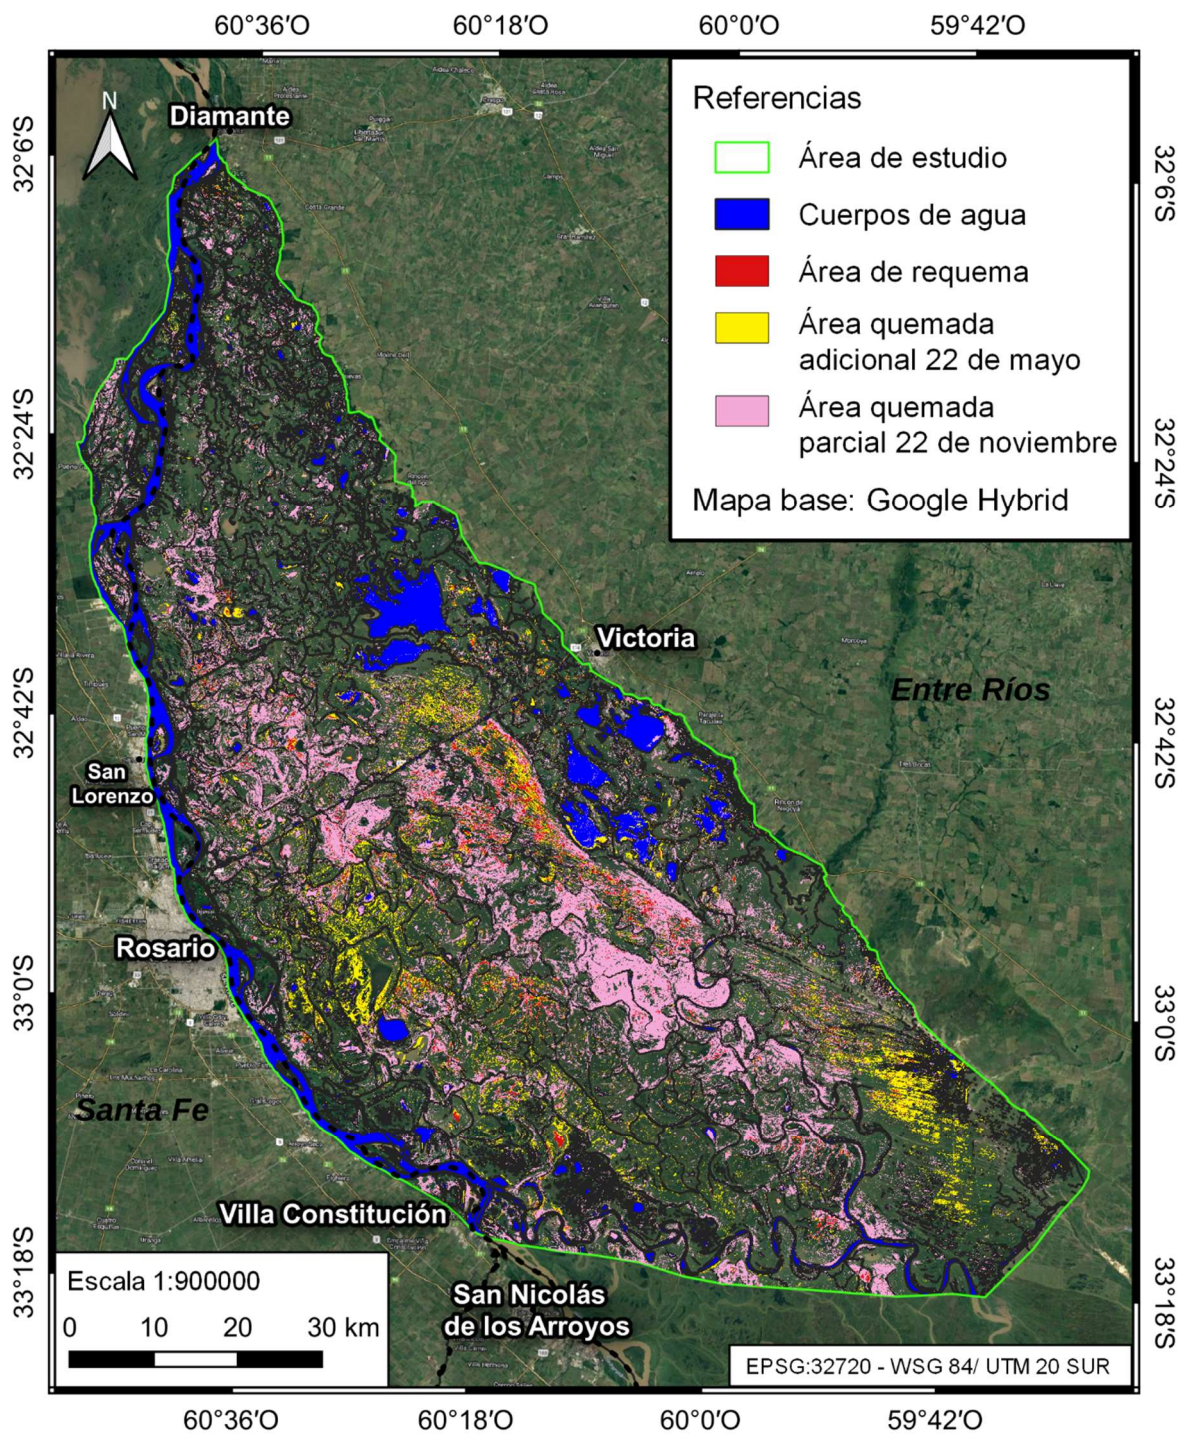 60°36′O
60°18′O
60°0′O
59°42′O
N
Diamante
Referencias
Área de estudio
Cuerpos de agua
Área de requema
Área quemada
adicional 22 de mayo
Área quemada
parcial 22 de noviembre
Mapa base: Google Hybrid
32°6′S
32°6′S
32°24′S
32°24′S
Victoria
Entre Ríos
32°42′S
32°42′S
San
Lorenzo
Rosario
33°0′S
33°0′S
Santa Fe
Villa Constitución
San Nicolás
de los Arroyos
33°18′S
33°18′S
Escala 1:900000
0 10 20 30 km
EPSG:32720 - WSG 84/ UTM 20 SUR
60°36′O
60°18′O
60°0′O
59°42′O